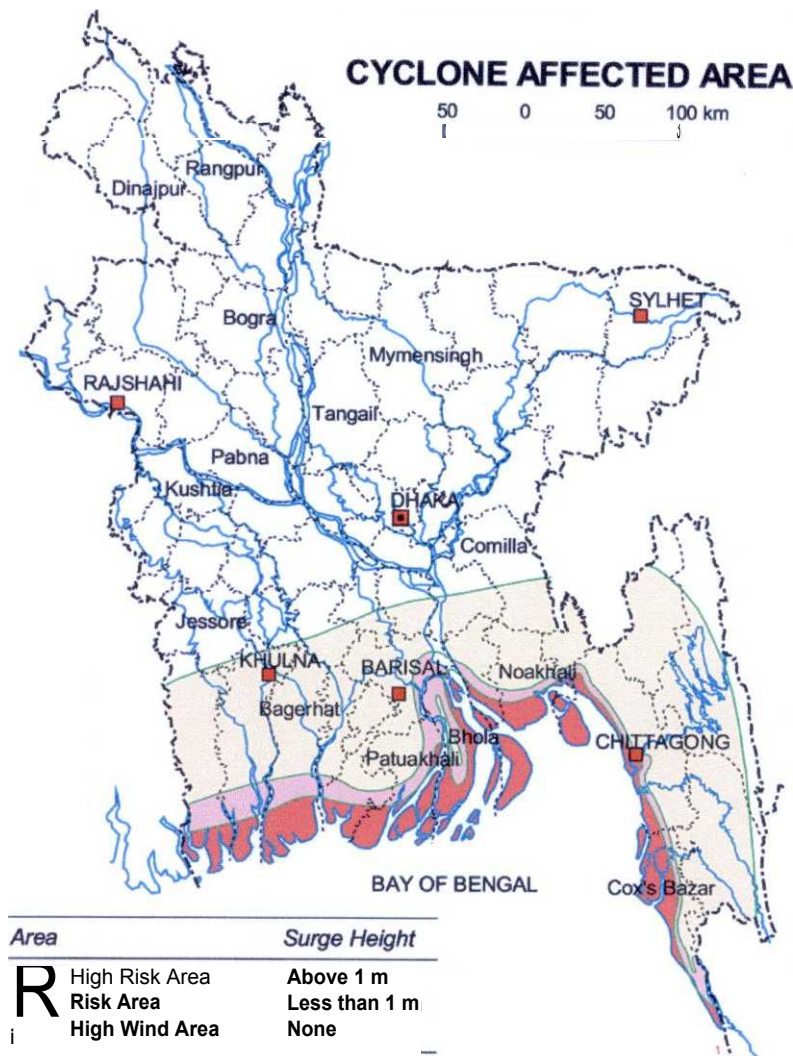 CYCLONE AFFECTED AREA
50 0 50 100 km
Rangpur
Dinajpur
SYLHET
Bogra
Mymensingh
RAJSHAHI
Tangail
Pabna
Kushtia
DHAKA
Comilla
Jessore
KHULNA
BARISAL
Noakhali
Bagerhat
Bhola
CHITTAGONG
Patuakhali
BAY OF BENGAL
Cox's Bazar
Area Surge Height
R High Risk Area Above 1 m
Risk Area Less than 1 m
i High Wind Area None